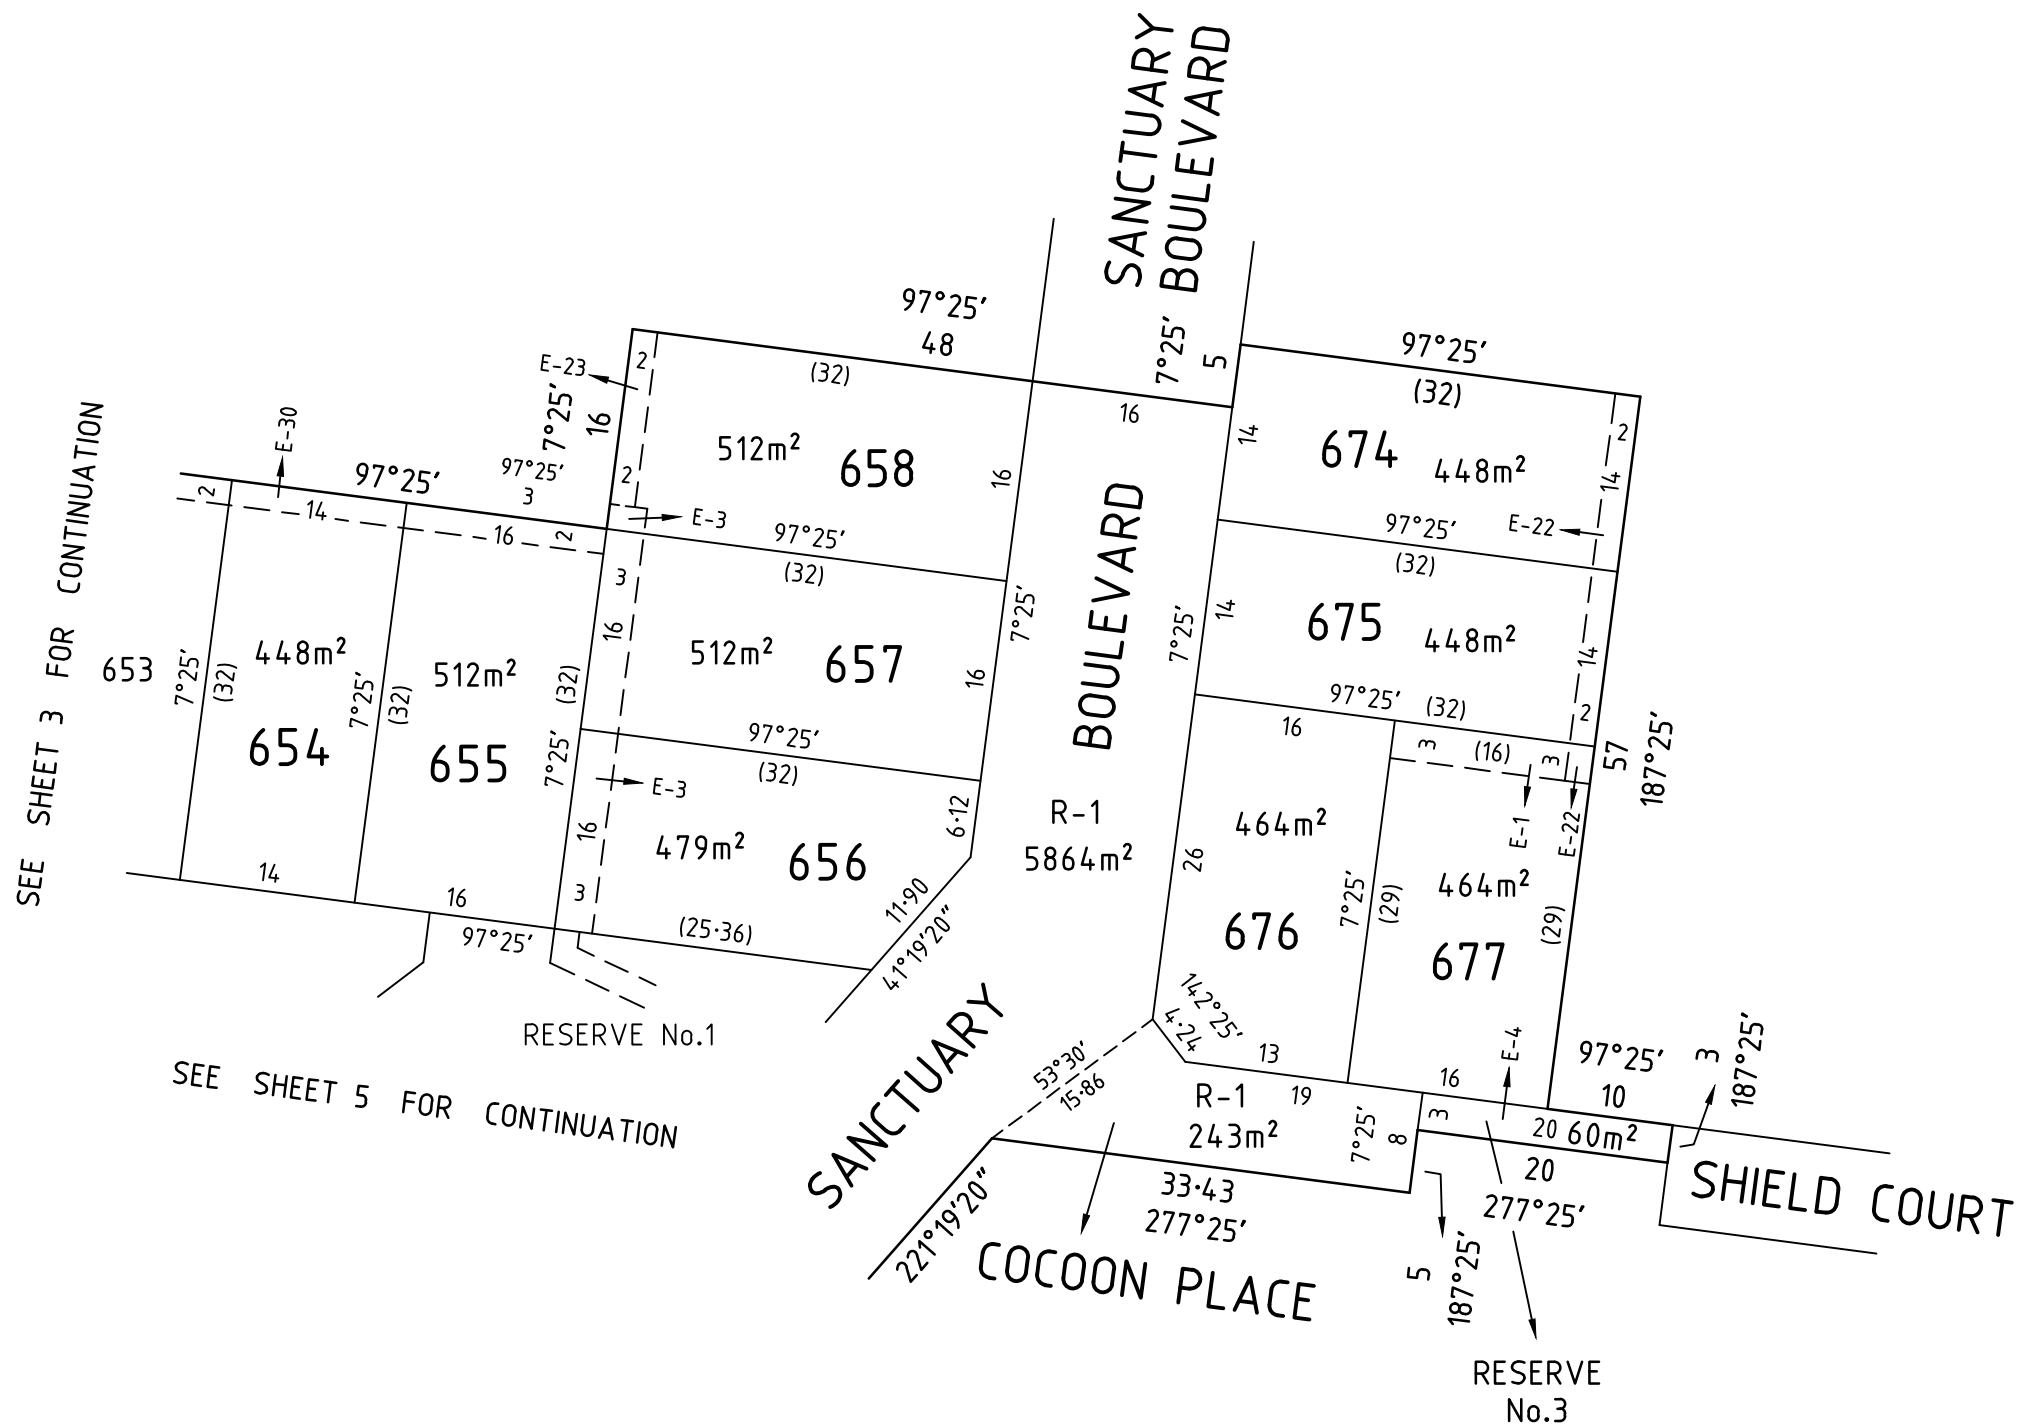 SANCTUARY
BOULEVARD
7°25′
5
97°25′
48
(32)
16
97°25′
(32)
E-23
2
7°25′
16
512m²
658
16
2
14
674
448m²
2
14
E-30
97°25′
97°25′
3
2
14
16
2
E-3
97°25′
(32)
97°25′
(32)
E-22
SEE SHEET 3 FOR CONTINUATION
653
7°25′
(32)
448m²
654
7°25′
(32)
512m²
655
(32)
7°25′
3
16
512m²
657
16
7°25′
BOULEVARD
7°25′
14
675
448m²
14
2
97°25′
(32)
97°25′
(32)
16
3
(16)
3
57
187°25′
E-3
16
3
479m²
656
6·12
11·90
41°19′20″
(25·36)
R-1
5864m²
26
464m²
676
7°25′
(29)
E-1
E-22
464m²
677
(29)
14
16
97°25′
RESERVE No.1
SEE SHEET 5 FOR CONTINUATION
SANCTUARY
142°25′
4·24
53°30′
15·86
13
19
R-1
243m²
7°25′
8
16
E-4
3
20
60m²
97°25′
10
3
187°25′
20
277°25′
SHIELD COURT
33·43
277°25′
221°19′20″
COCOON PLACE
5
187°25′
RESERVE
No.3